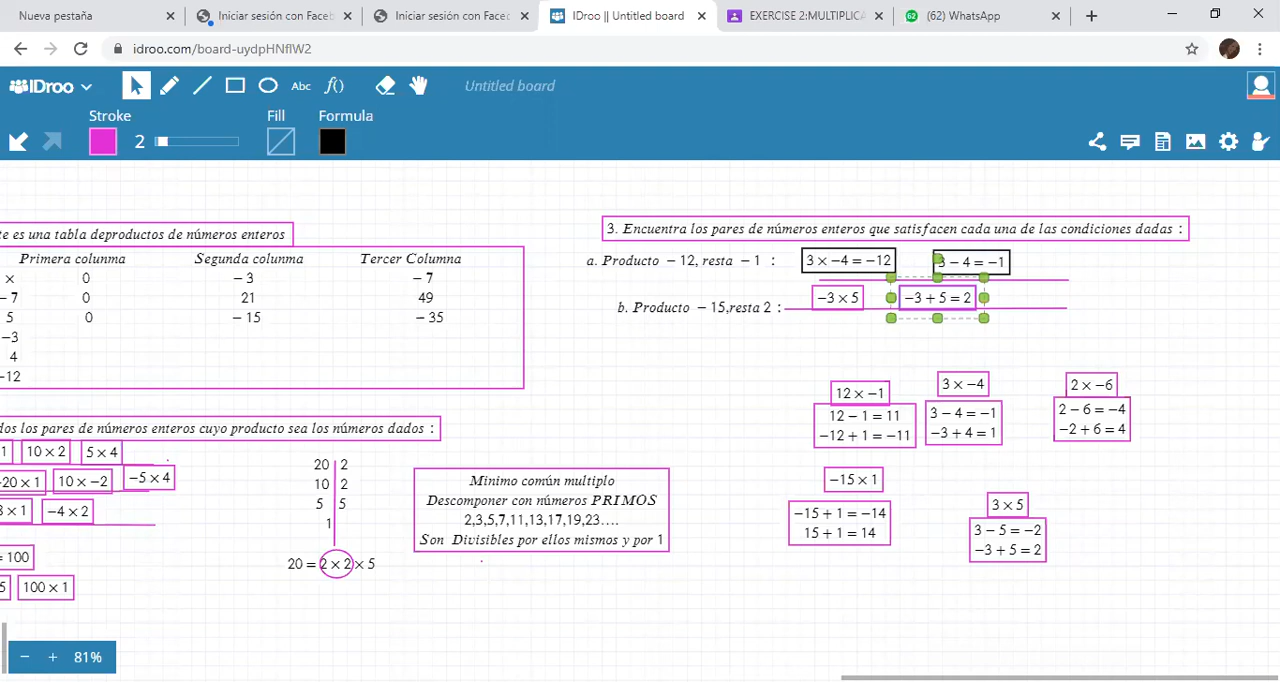 Nueva pestaña
Iniciar sesión con Faceb
Iniciar sesión con Facec
IDroo || Untitled board
EXERCISE 2:MULTIPLICA
(62) WhatsApp
idroo.com/board-uydpHNflW2
IDroo
Abc
f()
Untitled board
Stroke
Fill
Formula
2
te es una tabla deproductos de números enteros
Primera colunma Segunda columna Tercer Columna
× 0 − 3 − 7
− 7 0 21 49
5 0 − 15 − 35
−3
4
−12
dos los pares de números enteros cuyo producto sea los números dados :
1 10 × 2 5 × 4
20 × 1 10 × −2 −5 × 4
× 1 −4 × 2
= 100
5 100 × 1
20 2
10 2
5 5
1
20 = 2 × 2 × 5
Minimo común multiplo
Descomponer con números PRIMOS
2,3,5,7,11,13,17,19,23....
Son Divisibles por ellos mismos y por 1
3. Encuentra los pares de números enteros que satisfacen cada una de las condiciones dadas :
a. Producto − 12, resta − 1 : 3 × −4 = −12 3 − 4 = −1
b. Producto − 15,resta 2 : −3 × 5 −3 + 5 = 2
12 × −1
12 − 1 = 11
−12 + 1 = −11
3 × −4
3 − 4 = −1
−3 + 4 = 1
2 × −6
2 − 6 = −4
−2 + 6 = 4
−15 × 1
−15 + 1 = −14
15 + 1 = 14
3 × 5
3 − 5 = −2
−3 + 5 = 2
− + 81%